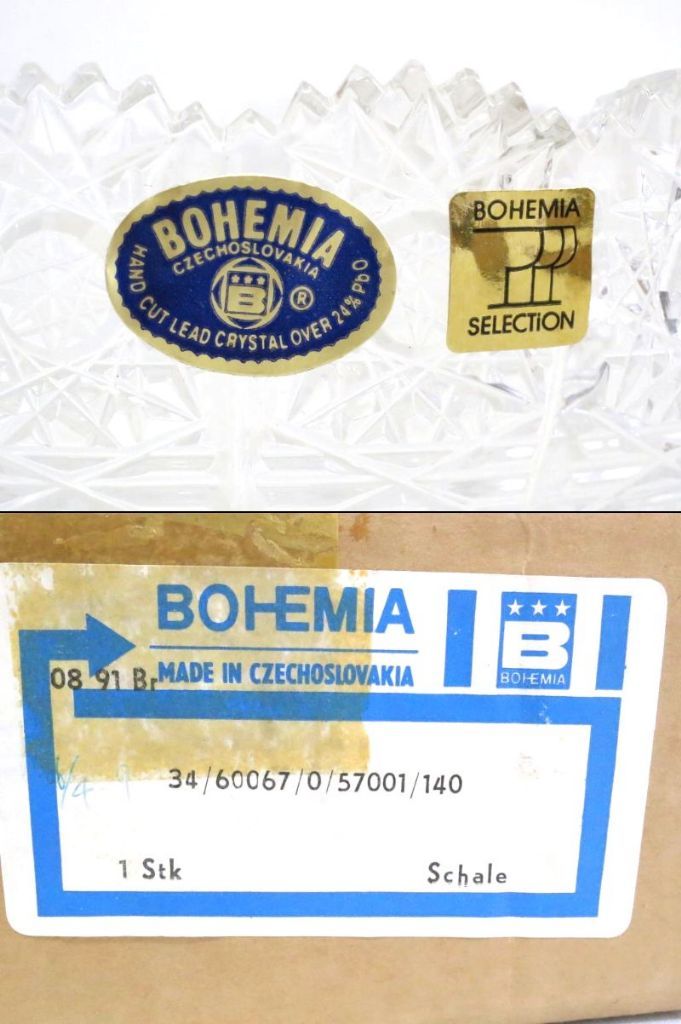 BOHEMIA
CZECHOSLOVAKIA
B
®
HAND CUT LEAD CRYSTAL OVER 24% PbO
BOHEMIA
SELECTION
BOHEMIA
MADE IN CZECHOSLOVAKIA
08 91 Br
B
BOHEMIA
34/60067/0/57001/140
1 Stk
Schale